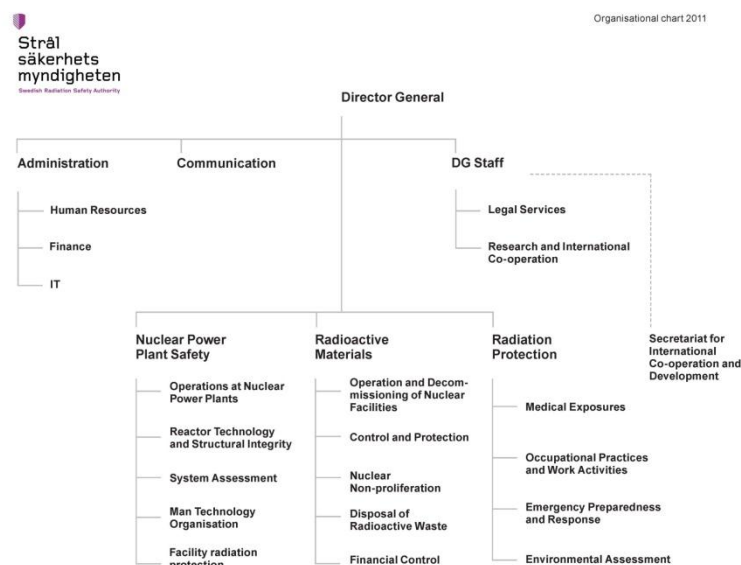 Organisational chart 2011
Strål
säkerhets
myndigheten
Swedish Radiation Safety Authority
Director General
Administration
Communication
DG Staff
Human Resources
Finance
IT
Legal Services
Research and International
Co-operation
Nuclear Power
Plant Safety
Operations at Nuclear
Power Plants
Reactor Technology
and Structural Integrity
System Assessment
Man Technology
Organisation
Facility radiation
protection
Radioactive
Materials
Operation and Decom-
missioning of Nuclear
Facilities
Control and Protection
Nuclear
Non-proliferation
Disposal of
Radioactive Waste
Financial Control
Radiation
Protection
Medical Exposures
Occupational Practices
and Work Activities
Emergency Preparedness
and Response
Environmental Assessment
Secretariat for
International
Co-operation and
Development